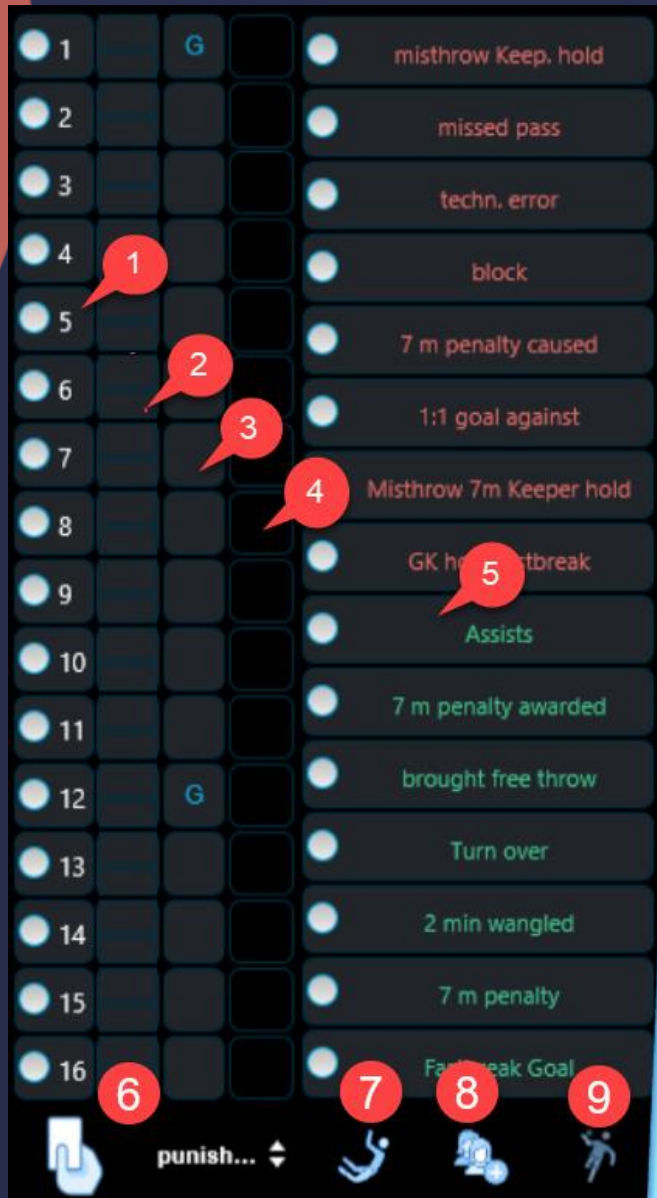 1 G misthrow Keep. hold
2 missed pass
3 techn. error
4 block
1
5 7 m penalty caused
2
6 1:1 goal against
3
7 Misthrow 7m Keeper hold
4
8 GK
5
9 Assists
10 7 m penalty awarded
11 brought free throw
12 G Turn over
13 2 min wangled
14 7 m penalty
15
16 Goal
6 7 8 9
punish...